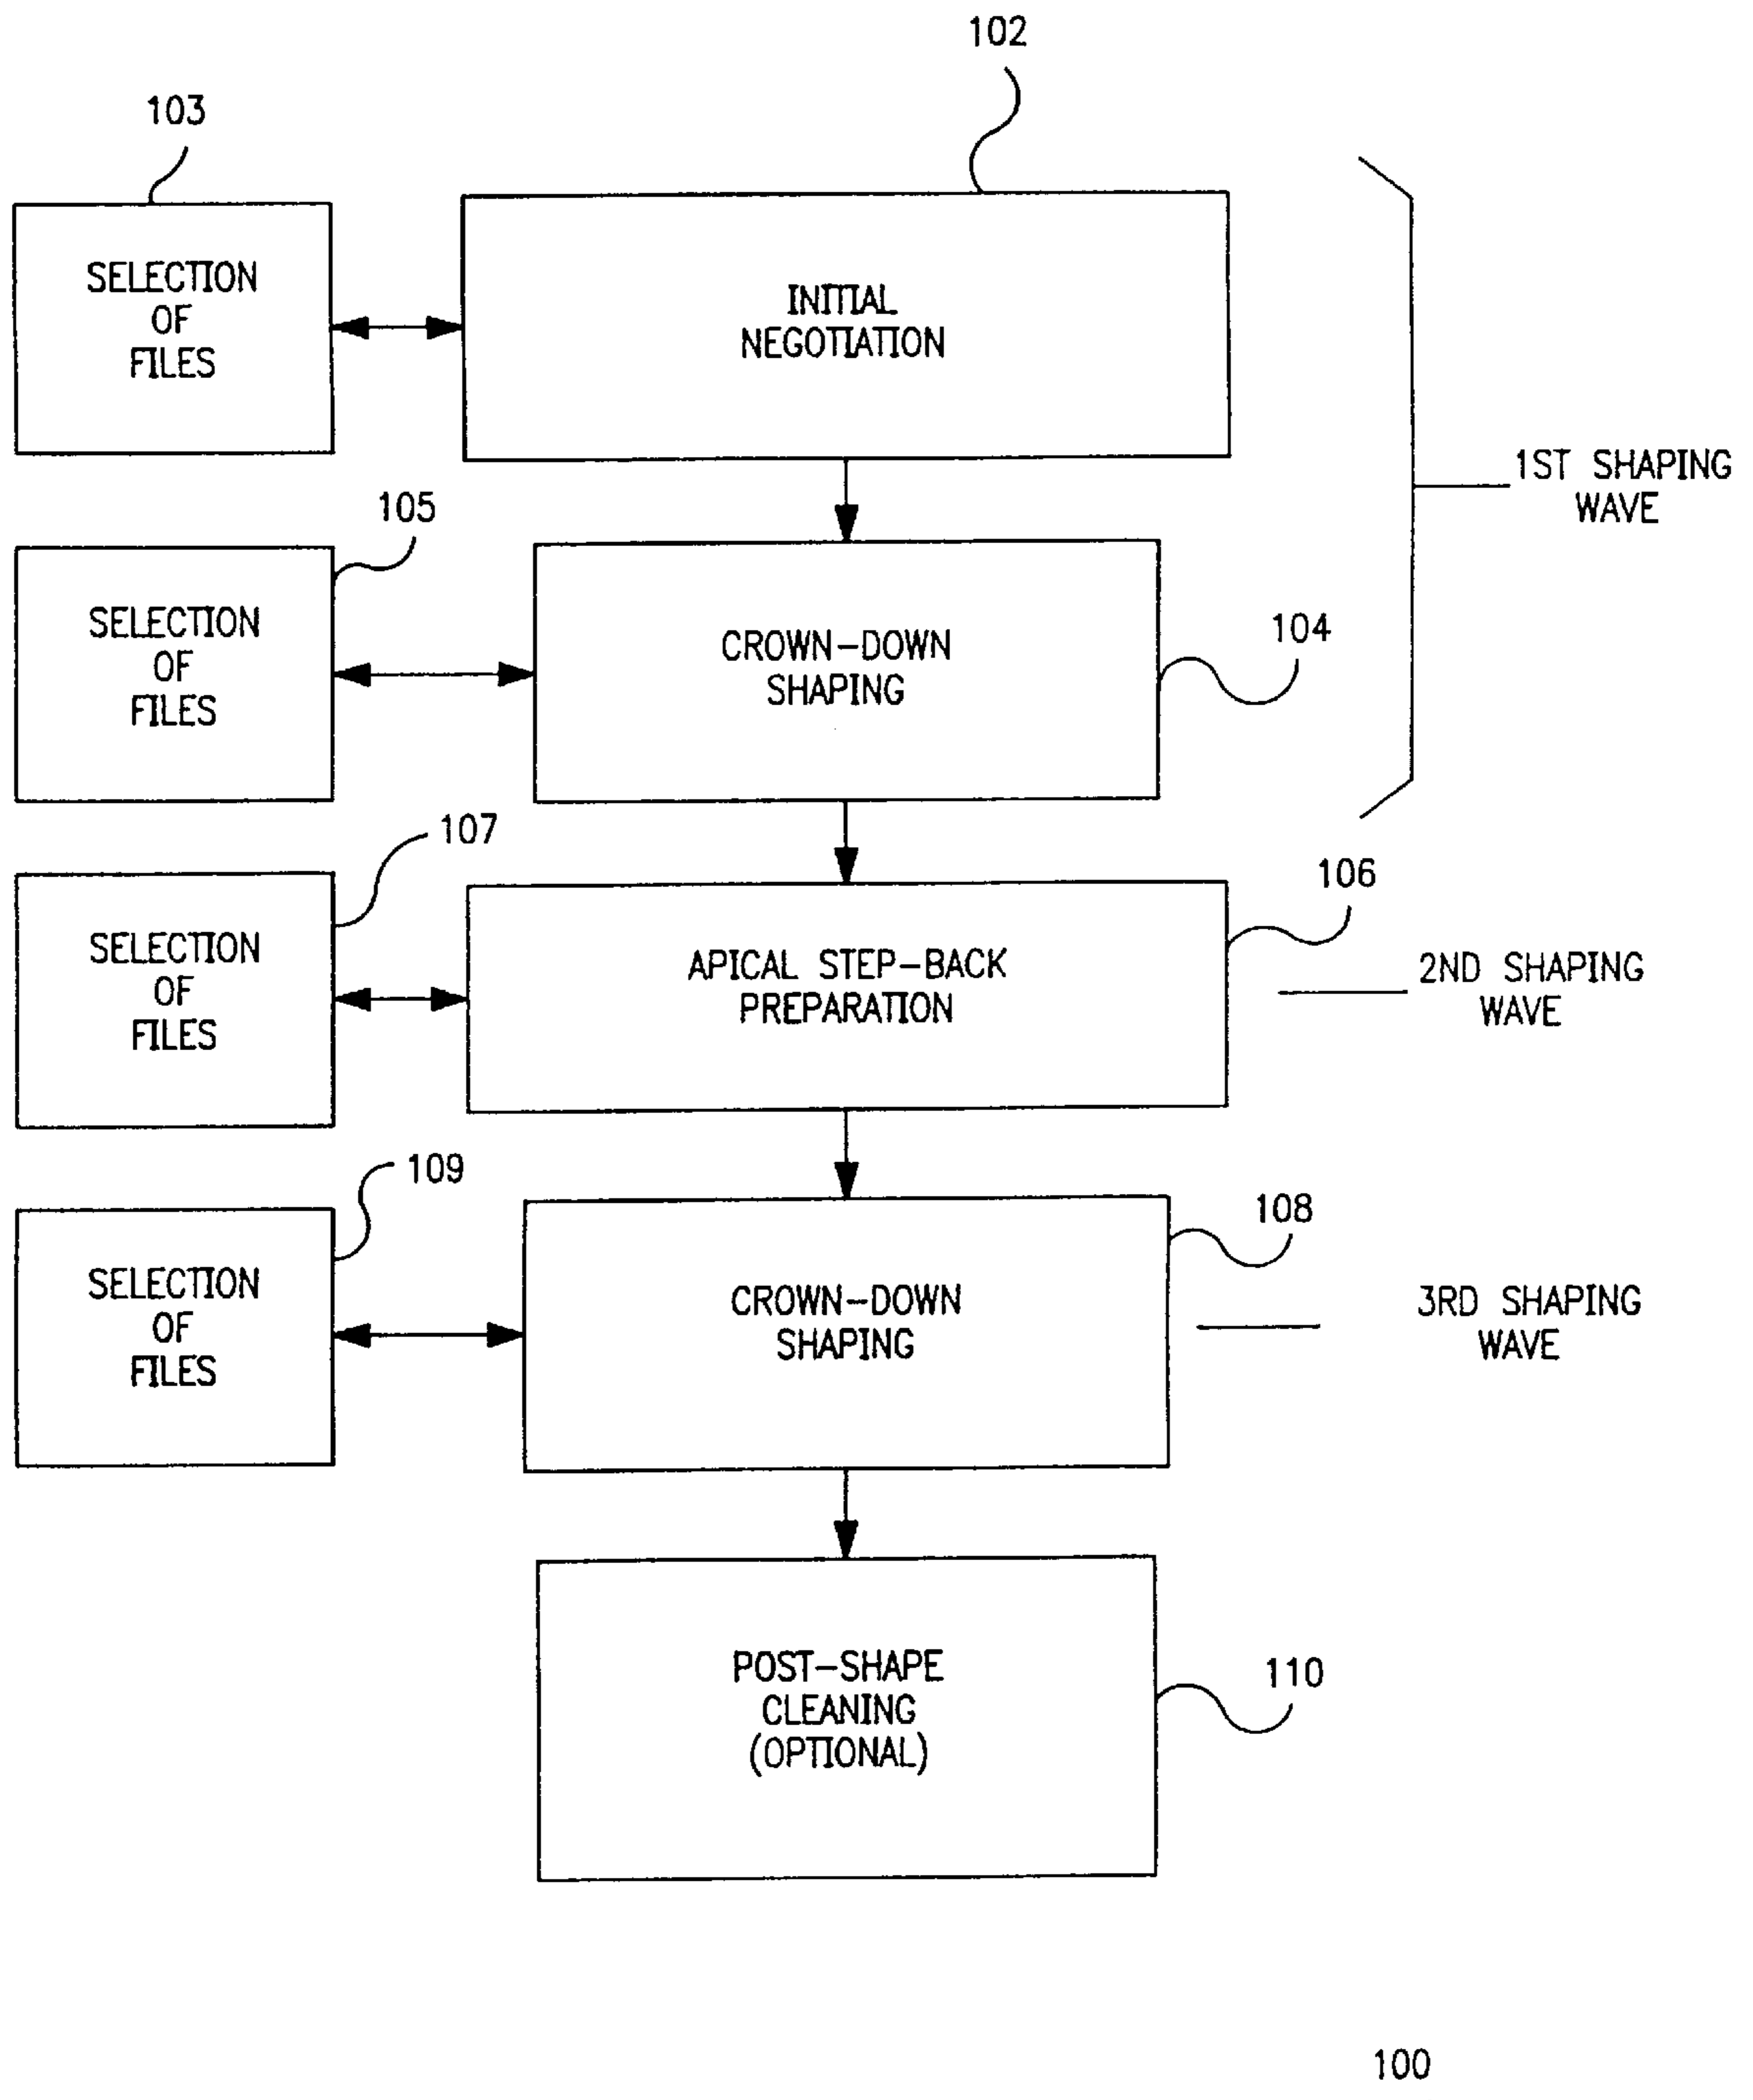 102
103
SELECTION
OF
FILES
INITIAL
NEGOTIATION
1ST SHAPING
WAVE
105
SELECTION
OF
FILES
CROWN-DOWN
SHAPING
104
107
SELECTION
OF
FILES
APICAL STEP-BACK
PREPARATION
106
2ND SHAPING
WAVE
109
SELECTION
OF
FILES
CROWN-DOWN
SHAPING
108
3RD SHAPING
WAVE
POST-SHAPE
CLEANING
(OPTIONAL)
110
100